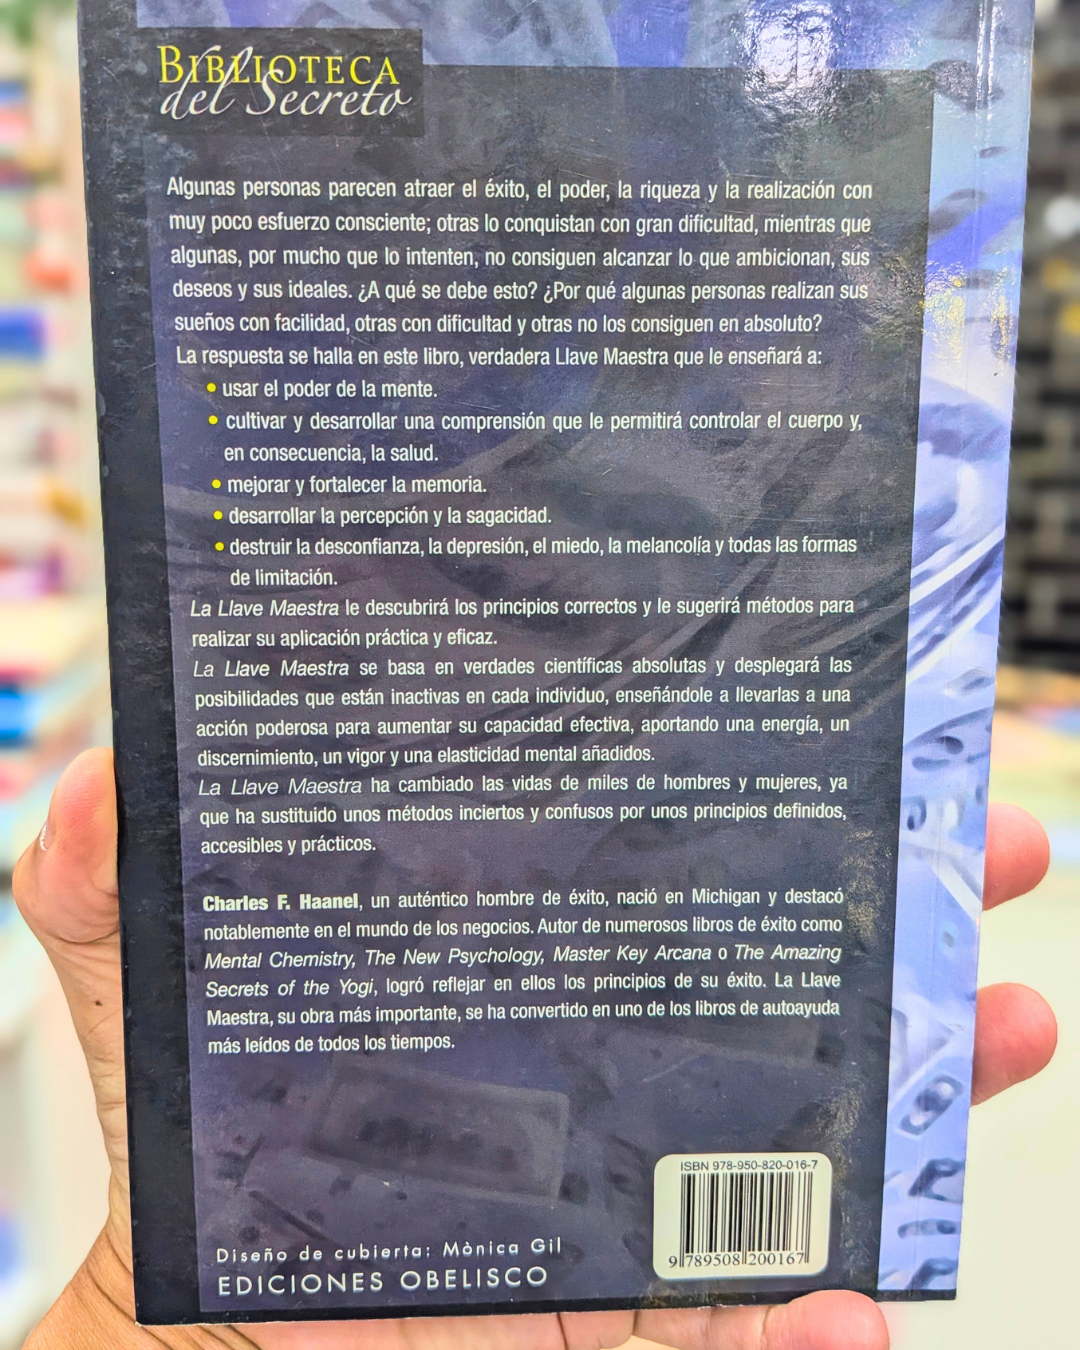 BIBLIOTECA
del Secreto
Algunas personas parecen atraer el éxito, el poder, la riqueza y la realización con
muy poco esfuerzo consciente; otras lo conquistan con gran dificultad, mientras que
algunas, por mucho que lo intenten, no consiguen alcanzar lo que ambicionan, sus
deseos y sus ideales. ¿A qué se debe esto? ¿Por qué algunas personas realizan sus
sueños con facilidad, otras con dificultad y otras no los consiguen en absoluto?
La respuesta se halla en este libro, verdadera Llave Maestra que le enseñará a:
• usar el poder de la mente.
• cultivar y desarrollar una comprensión que le permitirá controlar el cuerpo y,
en consecuencia, la salud.
• mejorar y fortalecer la memoria.
• desarrollar la percepción y la sagacidad.
• destruir la desconfianza, la depresión, el miedo, la melancolía y todas las formas
de limitación.
La Llave Maestra le descubrirá los principios correctos y le sugerirá métodos para
realizar su aplicación práctica y eficaz.
La Llave Maestra se basa en verdades científicas absolutas y desplegará las
posibilidades que están inactivas en cada individuo, enseñándole a llevarlas a una
acción poderosa para aumentar su capacidad efectiva, aportando una energía, un
discernimiento, un vigor y una elasticidad mental añadidos.
La Llave Maestra ha cambiado las vidas de miles de hombres y mujeres, ya
que ha sustituido unos métodos inciertos y confusos por unos principios definidos,
accesibles y prácticos.
Charles F. Haanel, un auténtico hombre de éxito, nació en Michigan y destacó
notablemente en el mundo de los negocios. Autor de numerosos libros de éxito como
Mental Chemistry, The New Psychology, Master Key Arcana o The Amazing
Secrets of the Yogi, logró reflejar en ellos los principios de su éxito. La Llave
Maestra, su obra más importante, se ha convertido en uno de los libros de autoayuda
más leídos de todos los tiempos.
ISBN 978-950-820-016-7
9 789508 200167
Diseño de cubierta: Mònica Gil
EDICIONES OBELISCO